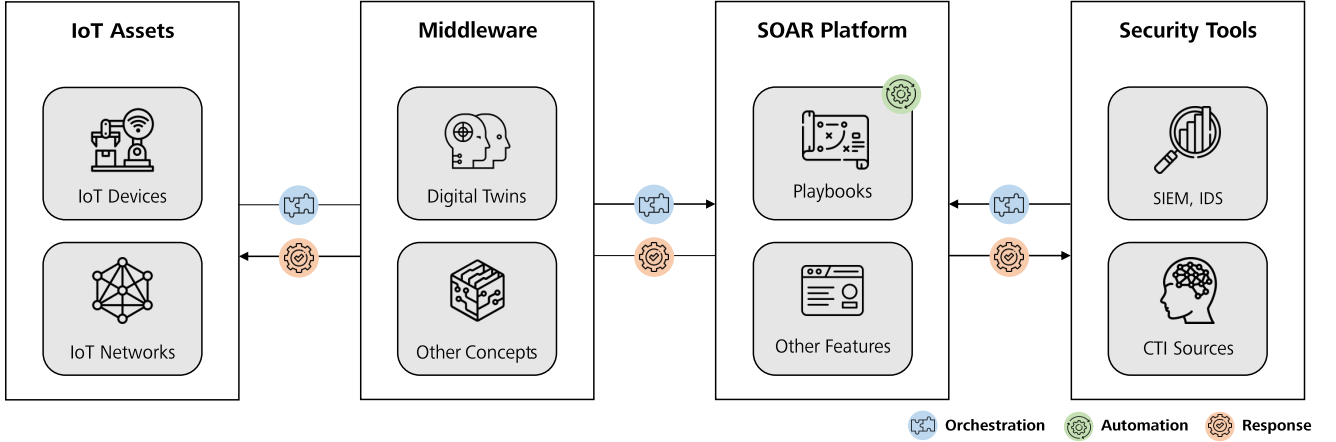 IoT Assets
Middleware
SOAR Platform
Security Tools
IoT Devices
Digital Twins
Playbooks
SIEM, IDS
IoT Networks
Other Concepts
Other Features
CTI Sources
Orchestration
Automation
Response